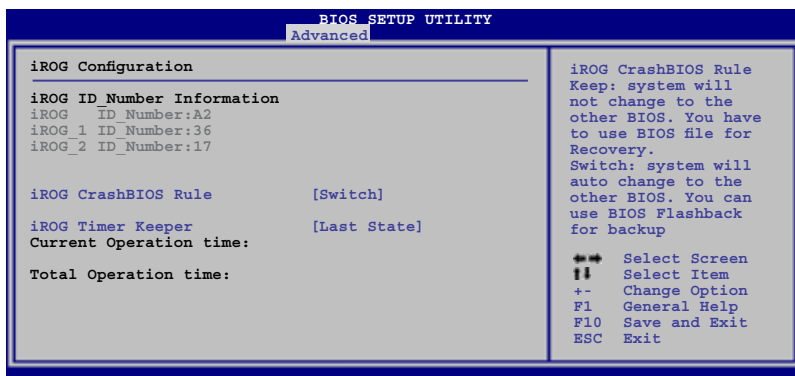 BIOS SETUP UTILITY
Advanced
iROG Configuration
iROG ID_Number Information
iROG ID_Number:A2
iROG_1 ID_Number:36
iROG_2 ID_Number:17
iROG CrashBIOS Rule [Switch]
iROG Timer Keeper [Last State]
Current Operation time:
Total Operation time:
iROG CrashBIOS Rule
Keep: system will
not change to the
other BIOS. You have
to use BIOS file for
Recovery.
Switch: system will
auto change to the
other BIOS. You can
use BIOS Flashback
for backup
←→ Select Screen
↑↓ Select Item
+- Change Option
F1 General Help
F10 Save and Exit
ESC Exit